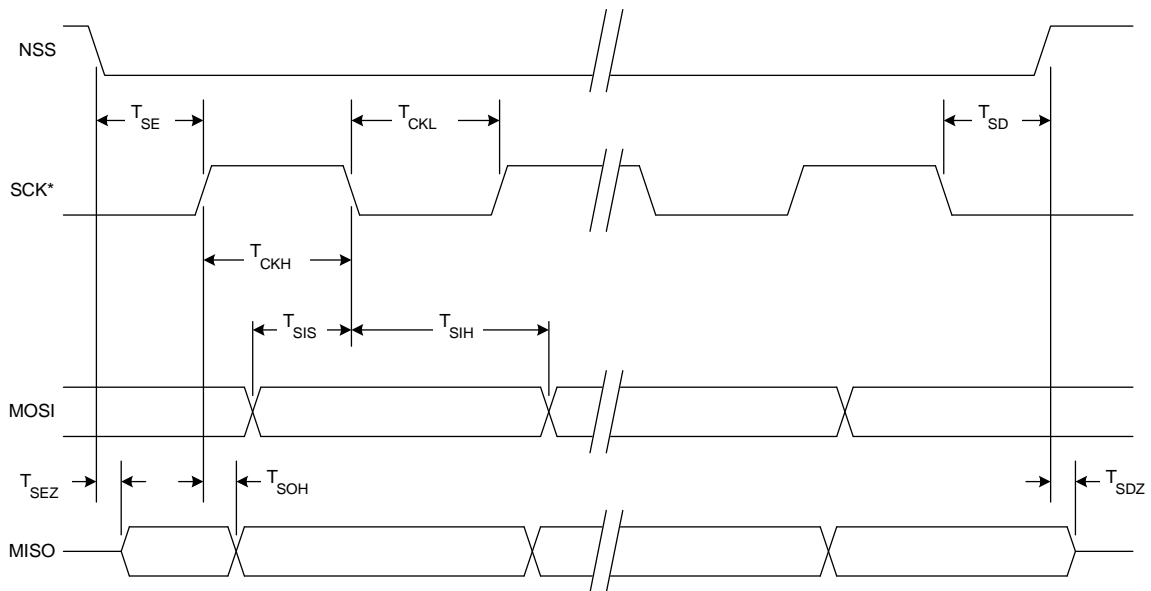 NSS
T_SE
T_CKL
T_SD
SCK*
T_CKH
T_SIS
T_SIH
MOSI
T_SEZ
T_SOH
T_SDZ
MISO